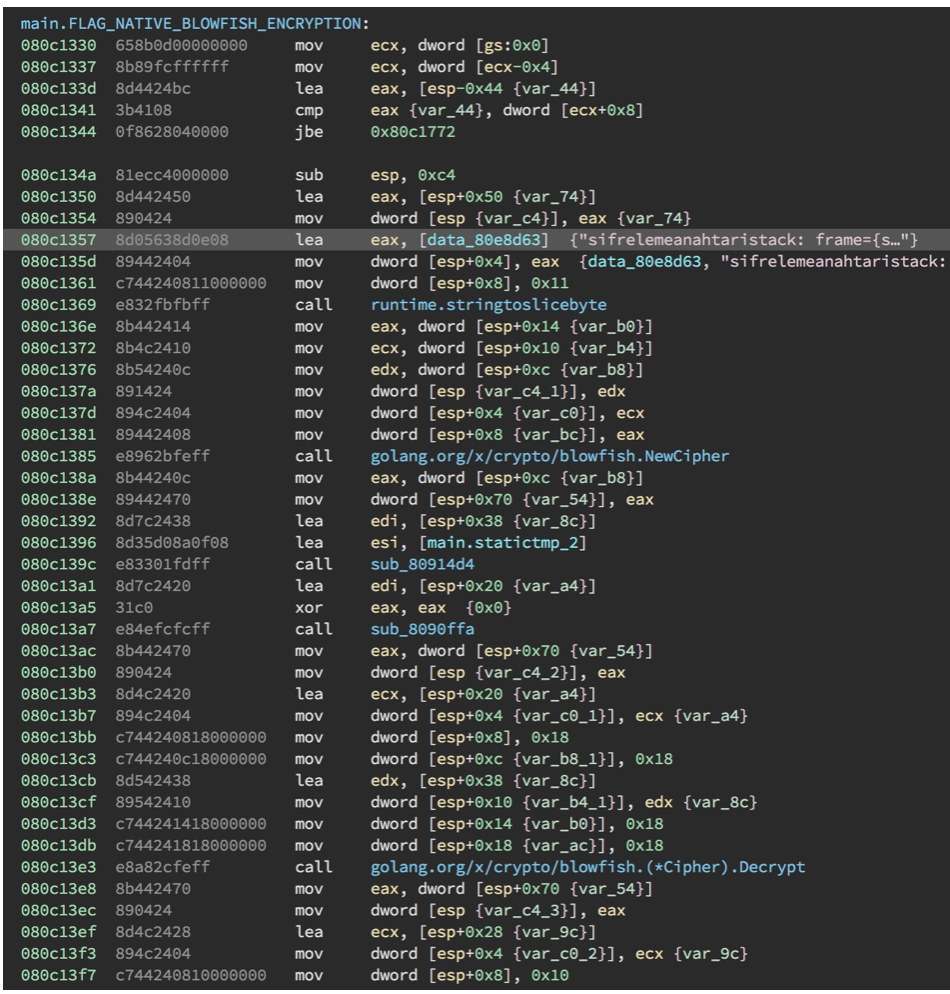 main.FLAG_NATIVE_BLOWFISH_ENCRYPTION:
080c1330 658b0d00000000 mov ecx, dword [gs:0x0]
080c1337 8b89fcffffff mov ecx, dword [ecx-0x4]
080c133d 8d4424bc lea eax, [esp-0x44 {var_44}]
080c1341 3b4108 cmp eax {var_44}, dword [ecx+0x8]
080c1344 0f8628040000 jbe 0x80c1772
080c134a 81ecc4000000 sub esp, 0xc4
080c1350 8d442450 lea eax, [esp+0x50 {var_74}]
080c1354 890424 mov dword [esp {var_c4}], eax {var_74}
080c1357 8d05638d0e08 lea eax, [data_80e8d63] {"sifrelemeanahtaristack: frame={s…"}
080c135d 89442404 mov dword [esp+0x4], eax {data_80e8d63, "sifrelemeanahtaristack:
080c1361 c744240811000000 mov dword [esp+0x8], 0x11
080c1369 e832fbfbff call runtime.stringtoslicebyte
080c136e 8b442414 mov eax, dword [esp+0x14 {var_b0}]
080c1372 8b4c2410 mov ecx, dword [esp+0x10 {var_b4}]
080c1376 8b54240c mov edx, dword [esp+0xc {var_b8}]
080c137a 891424 mov dword [esp {var_c4_1}], edx
080c137d 894c2404 mov dword [esp+0x4 {var_c0}], ecx
080c1381 89442408 mov dword [esp+0x8 {var_bc}], eax
080c1385 e8962bfeff call golang.org/x/crypto/blowfish.NewCipher
080c138a 8b44240c mov eax, dword [esp+0xc {var_b8}]
080c138e 89442470 mov dword [esp+0x70 {var_54}], eax
080c1392 8d7c2438 lea edi, [esp+0x38 {var_8c}]
080c1396 8d35d08a0f08 lea esi, [main.statictmp_2]
080c139c e83301fdff call sub_80914d4
080c13a1 8d7c2420 lea edi, [esp+0x20 {var_a4}]
080c13a5 31c0 xor eax, eax {0x0}
080c13a7 e84efcfcff call sub_8090ffa
080c13ac 8b442470 mov eax, dword [esp+0x70 {var_54}]
080c13b0 890424 mov dword [esp {var_c4_2}], eax
080c13b3 8d4c2420 lea ecx, [esp+0x20 {var_a4}]
080c13b7 894c2404 mov dword [esp+0x4 {var_c0_1}], ecx {var_a4}
080c13bb c744240818000000 mov dword [esp+0x8], 0x18
080c13c3 c744240c18000000 mov dword [esp+0xc {var_b8_1}], 0x18
080c13cb 8d542438 lea edx, [esp+0x38 {var_8c}]
080c13cf 89542410 mov dword [esp+0x10 {var_b4_1}], edx {var_8c}
080c13d3 c744241418000000 mov dword [esp+0x14 {var_b0}], 0x18
080c13db c744241818000000 mov dword [esp+0x18 {var_ac}], 0x18
080c13e3 e8a82cfeff call golang.org/x/crypto/blowfish.(*Cipher).Decrypt
080c13e8 8b442470 mov eax, dword [esp+0x70 {var_54}]
080c13ec 890424 mov dword [esp {var_c4_3}], eax
080c13ef 8d4c2428 lea ecx, [esp+0x28 {var_9c}]
080c13f3 894c2404 mov dword [esp+0x4 {var_c0_2}], ecx {var_9c}
080c13f7 c744240810000000 mov dword [esp+0x8], 0x10